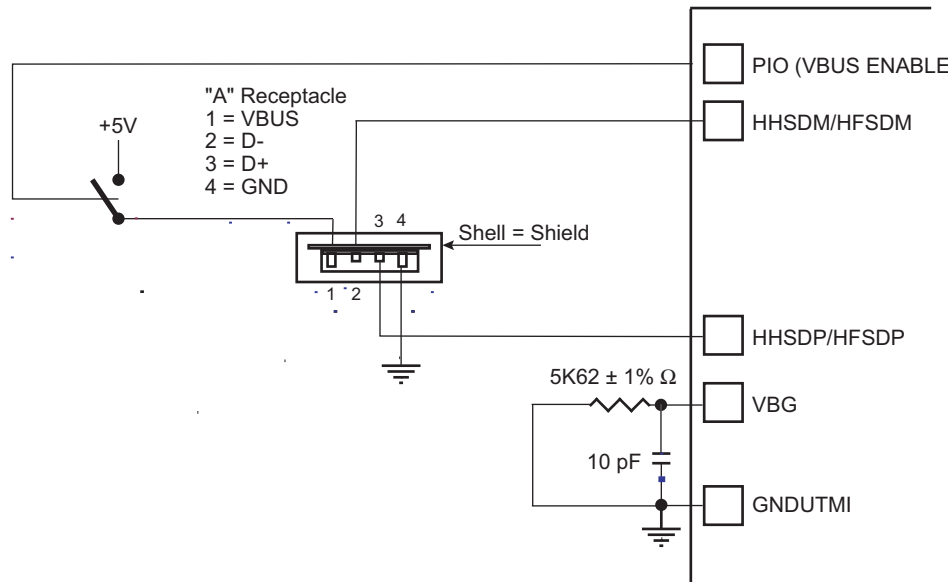 PIO (VBUS ENABLE
"A" Receptacle
1 = VBUS
2 = D-
3 = D+
4 = GND
+5V
HHSDM/HFSDM
3 4
Shell = Shield
1 2
HHSDP/HFSDP
5K62 ± 1% Ω
VBG
10 pF
GNDUTMI